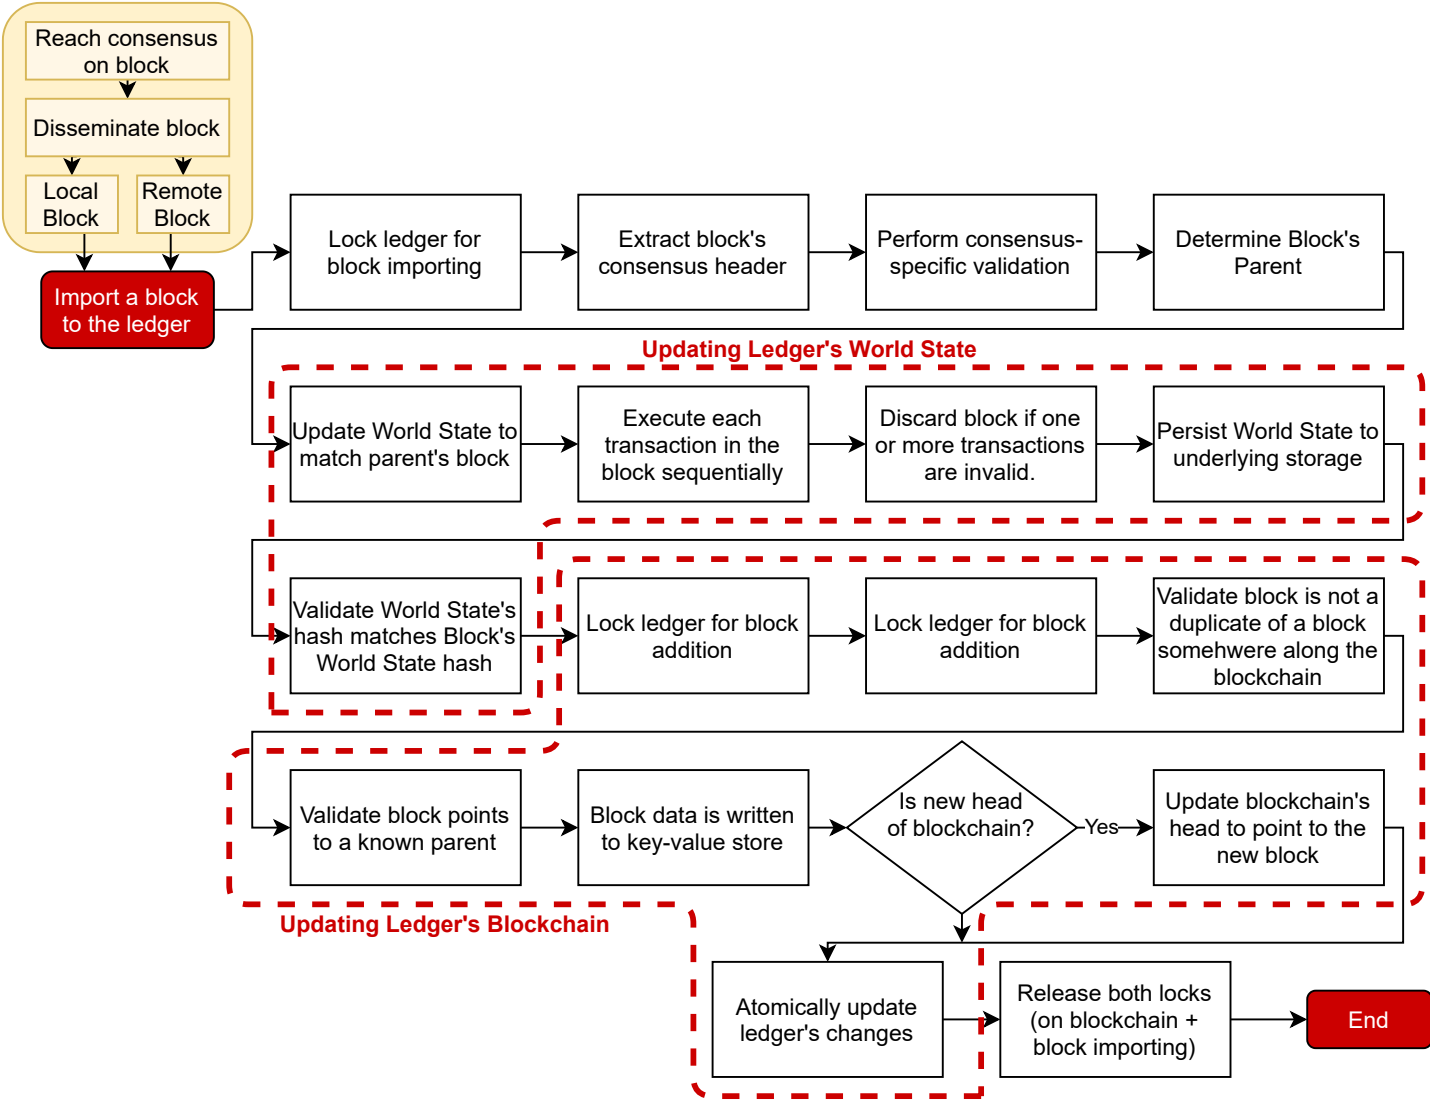 Reach consensus
on block
Disseminate block
Local
Block
Remote
Block
Import a block
to the ledger
Lock ledger for
block importing
Extract block's
consensus header
Perform consensus-
specific validation
Determine Block's
Parent
Updating Ledger's World State
Update World State to
match parent's block
Execute each
transaction in the
block sequentially
Discard block if one
or more transactions
are invalid.
Persist World State to
underlying storage
Validate World State's
hash matches Block's
World State hash
Lock ledger for block
addition
Lock ledger for block
addition
Validate block is not a
duplicate of a block
somehwere along the
blockchain
Validate block points
to a known parent
Block data is written
to key-value store
Is new head
of blockchain?
Yes
Update blockchain's
head to point to the
new block
Updating Ledger's Blockchain
Atomically update
ledger's changes
Release both locks
(on blockchain +
block importing)
End